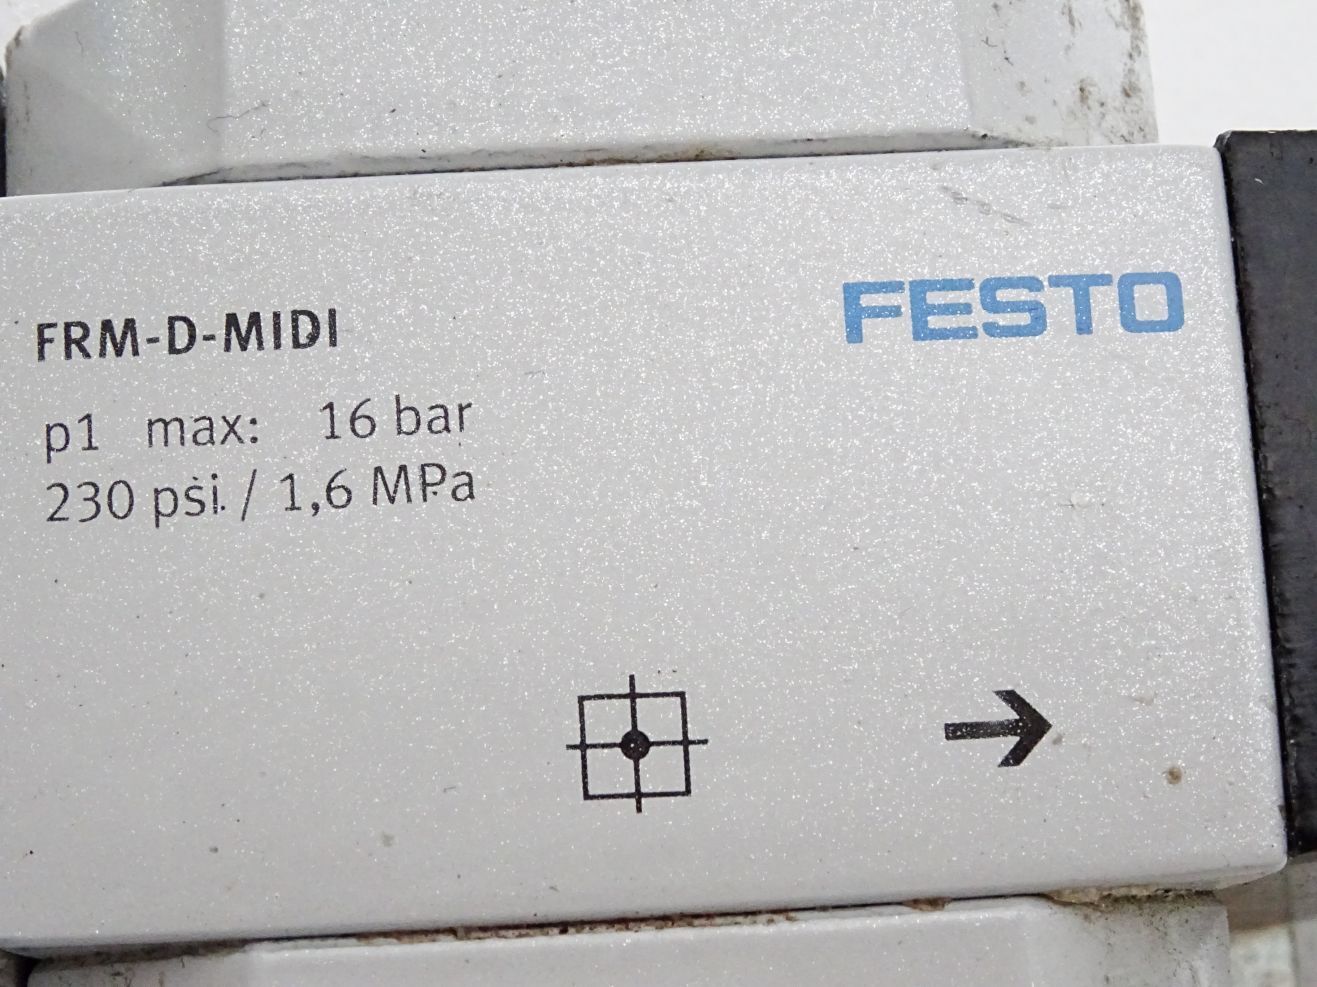 FESTO
FRM-D-MIDI
p1 max: 16 bar
230 psi / 1,6 MPa